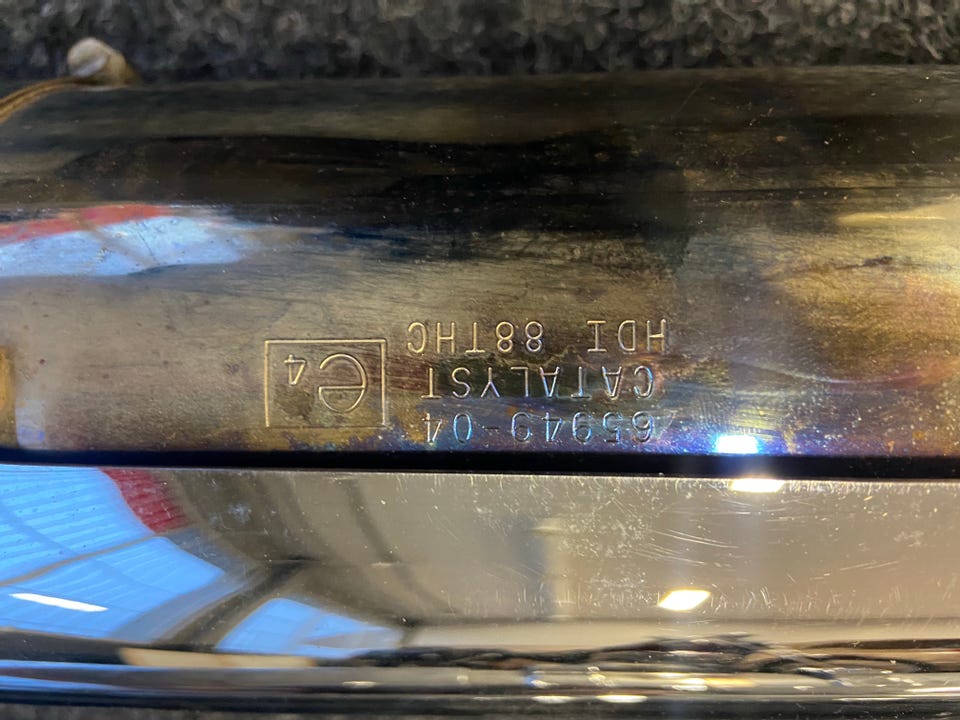 65949-04
CATALYST
HDI 88THC
e4